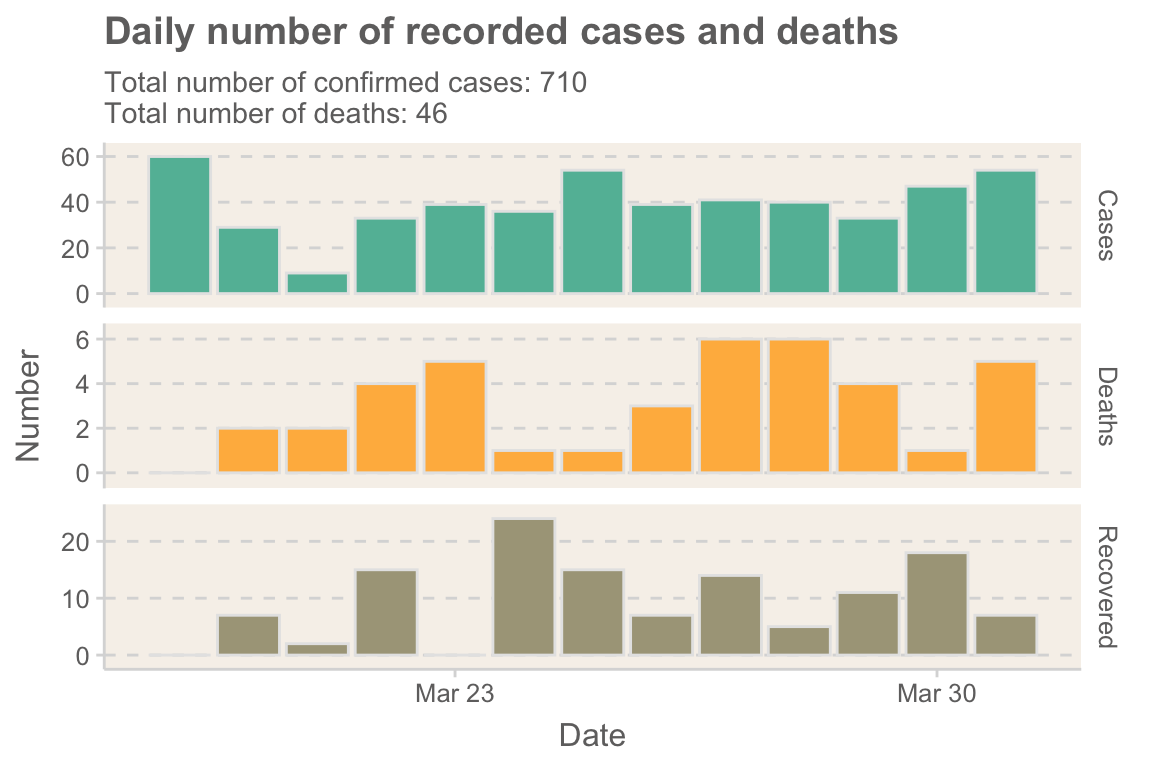 Daily number of recorded cases and deaths
Total number of confirmed cases: 710
Total number of deaths: 46
60
40
20
0
Cases
6
4
2
0
Deaths
20
10
0
Recovered
Number
Mar 23
Mar 30
Date